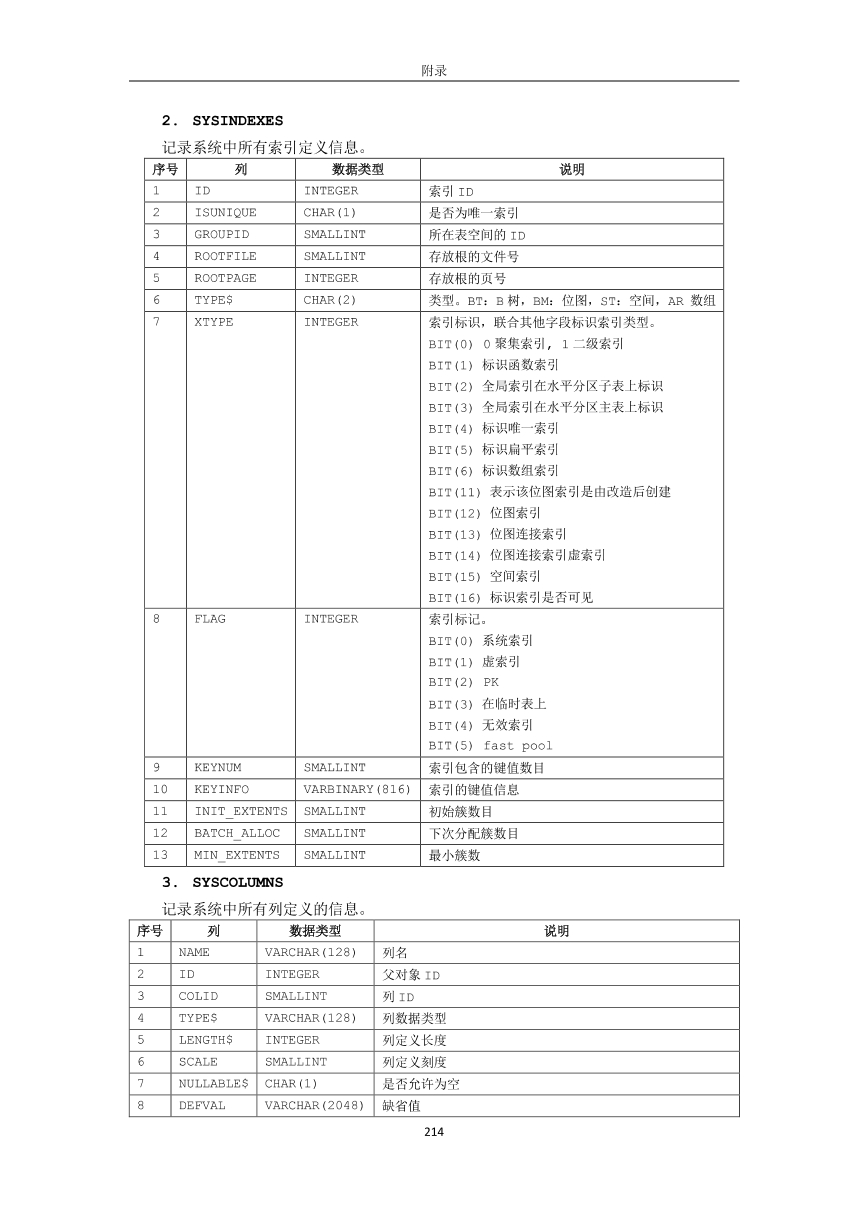 附录
2. SYSINDEXES
记录系统中所有索引定义信息。
序号 列 数据类型 说明
1 ID INTEGER 索引 ID
2 ISUNIQUE CHAR(1) 是否为唯一索引
3 GROUPID SMALLINT 所在表空间的 ID
4 ROOTFILE SMALLINT 存放根的文件号
5 ROOTPAGE INTEGER 存放根的页号
6 TYPE$ CHAR(2) 类型。BT：B 树，BM：位图，ST：空间，AR 数组
7 XTYPE INTEGER 索引标识，联合其他字段标识索引类型。
BIT(0) 0 聚集索引, 1 二级索引
BIT(1) 标识函数索引
BIT(2) 全局索引在水平分区子表上标识
BIT(3) 全局索引在水平分区主表上标识
BIT(4) 标识唯一索引
BIT(5) 标识扁平索引
BIT(6) 标识数组索引
BIT(11) 表示该位图索引是由改造后创建
BIT(12) 位图索引
BIT(13) 位图连接索引
BIT(14) 位图连接索引虚索引
BIT(15) 空间索引
BIT(16) 标识索引是否可见
8 FLAG INTEGER 索引标记。
BIT(0) 系统索引
BIT(1) 虚索引
BIT(2) PK
BIT(3) 在临时表上
BIT(4) 无效索引
BIT(5) fast pool
9 KEYNUM SMALLINT 索引包含的键值数目
10 KEYINFO VARBINARY(816) 索引的键值信息
11 INIT_EXTENTS SMALLINT 初始簇数目
12 BATCH_ALLOC SMALLINT 下次分配簇数目
13 MIN_EXTENTS SMALLINT 最小簇数
3. SYSCOLUMNS
记录系统中所有列定义的信息。
序号 列 数据类型 说明
1 NAME VARCHAR(128) 列名
2 ID INTEGER 父对象 ID
3 COLID SMALLINT 列 ID
4 TYPE$ VARCHAR(128) 列数据类型
5 LENGTH$ INTEGER 列定义长度
6 SCALE SMALLINT 列定义刻度
7 NULLABLE$ CHAR(1) 是否允许为空
8 DEFVAL VARCHAR(2048) 缺省值
214